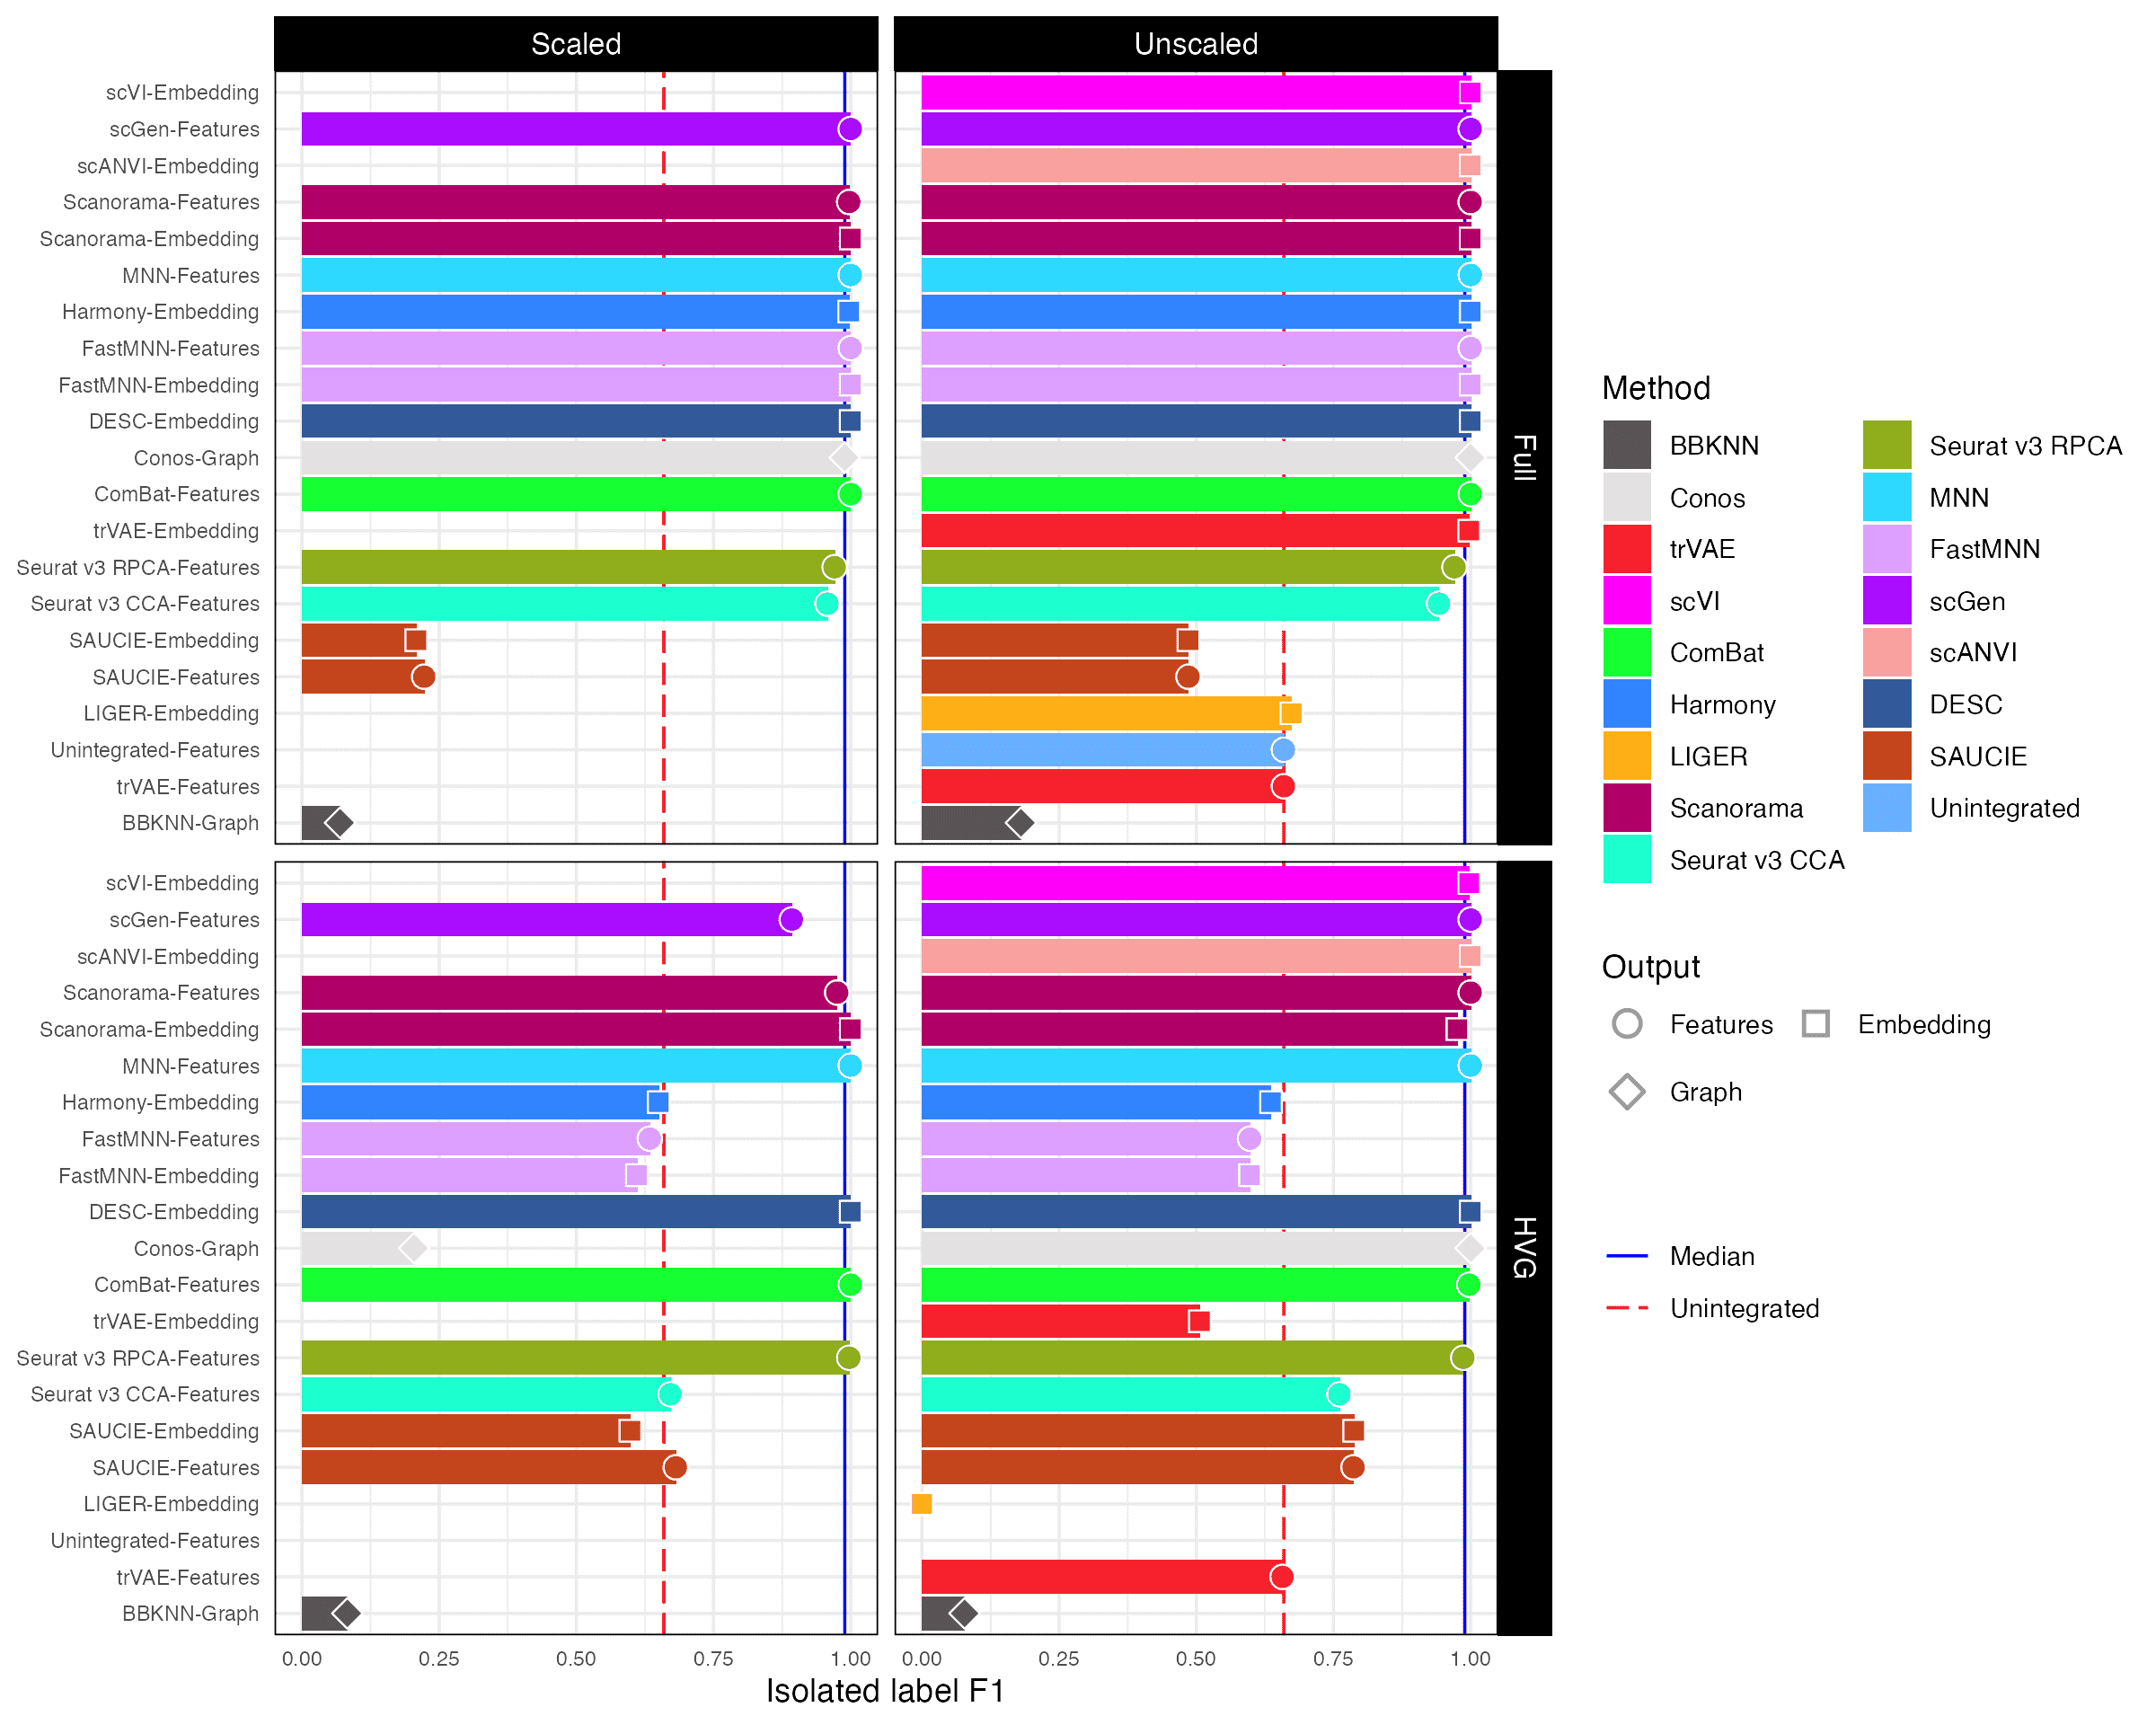 Scaled
Unscaled
scVI-Embedding
scGen-Features
scANVI-Embedding
Scanorama-Features
Scanorama-Embedding
MNN-Features
Harmony-Embedding
FastMNN-Features
FastMNN-Embedding
DESC-Embedding
Conos-Graph
ComBat-Features
trVAE-Embedding
Seurat v3 RPCA-Features
Seurat v3 CCA-Features
SAUCIE-Embedding
SAUCIE-Features
LIGER-Embedding
Unintegrated-Features
trVAE-Features
BBKNN-Graph
Full
scVI-Embedding
scGen-Features
scANVI-Embedding
Scanorama-Features
Scanorama-Embedding
MNN-Features
Harmony-Embedding
FastMNN-Features
FastMNN-Embedding
DESC-Embedding
Conos-Graph
ComBat-Features
trVAE-Embedding
Seurat v3 RPCA-Features
Seurat v3 CCA-Features
SAUCIE-Embedding
SAUCIE-Features
LIGER-Embedding
Unintegrated-Features
trVAE-Features
BBKNN-Graph
HVG
0.00 0.25 0.50 0.75 1.00
0.00 0.25 0.50 0.75 1.00
Isolated label F1
Method
BBKNN
Conos
trVAE
scVI
ComBat
Harmony
LIGER
Scanorama
Seurat v3 CCA
Seurat v3 RPCA
MNN
FastMNN
scGen
scANVI
DESC
SAUCIE
Unintegrated
Output
Features
Embedding
Graph
Median
Unintegrated